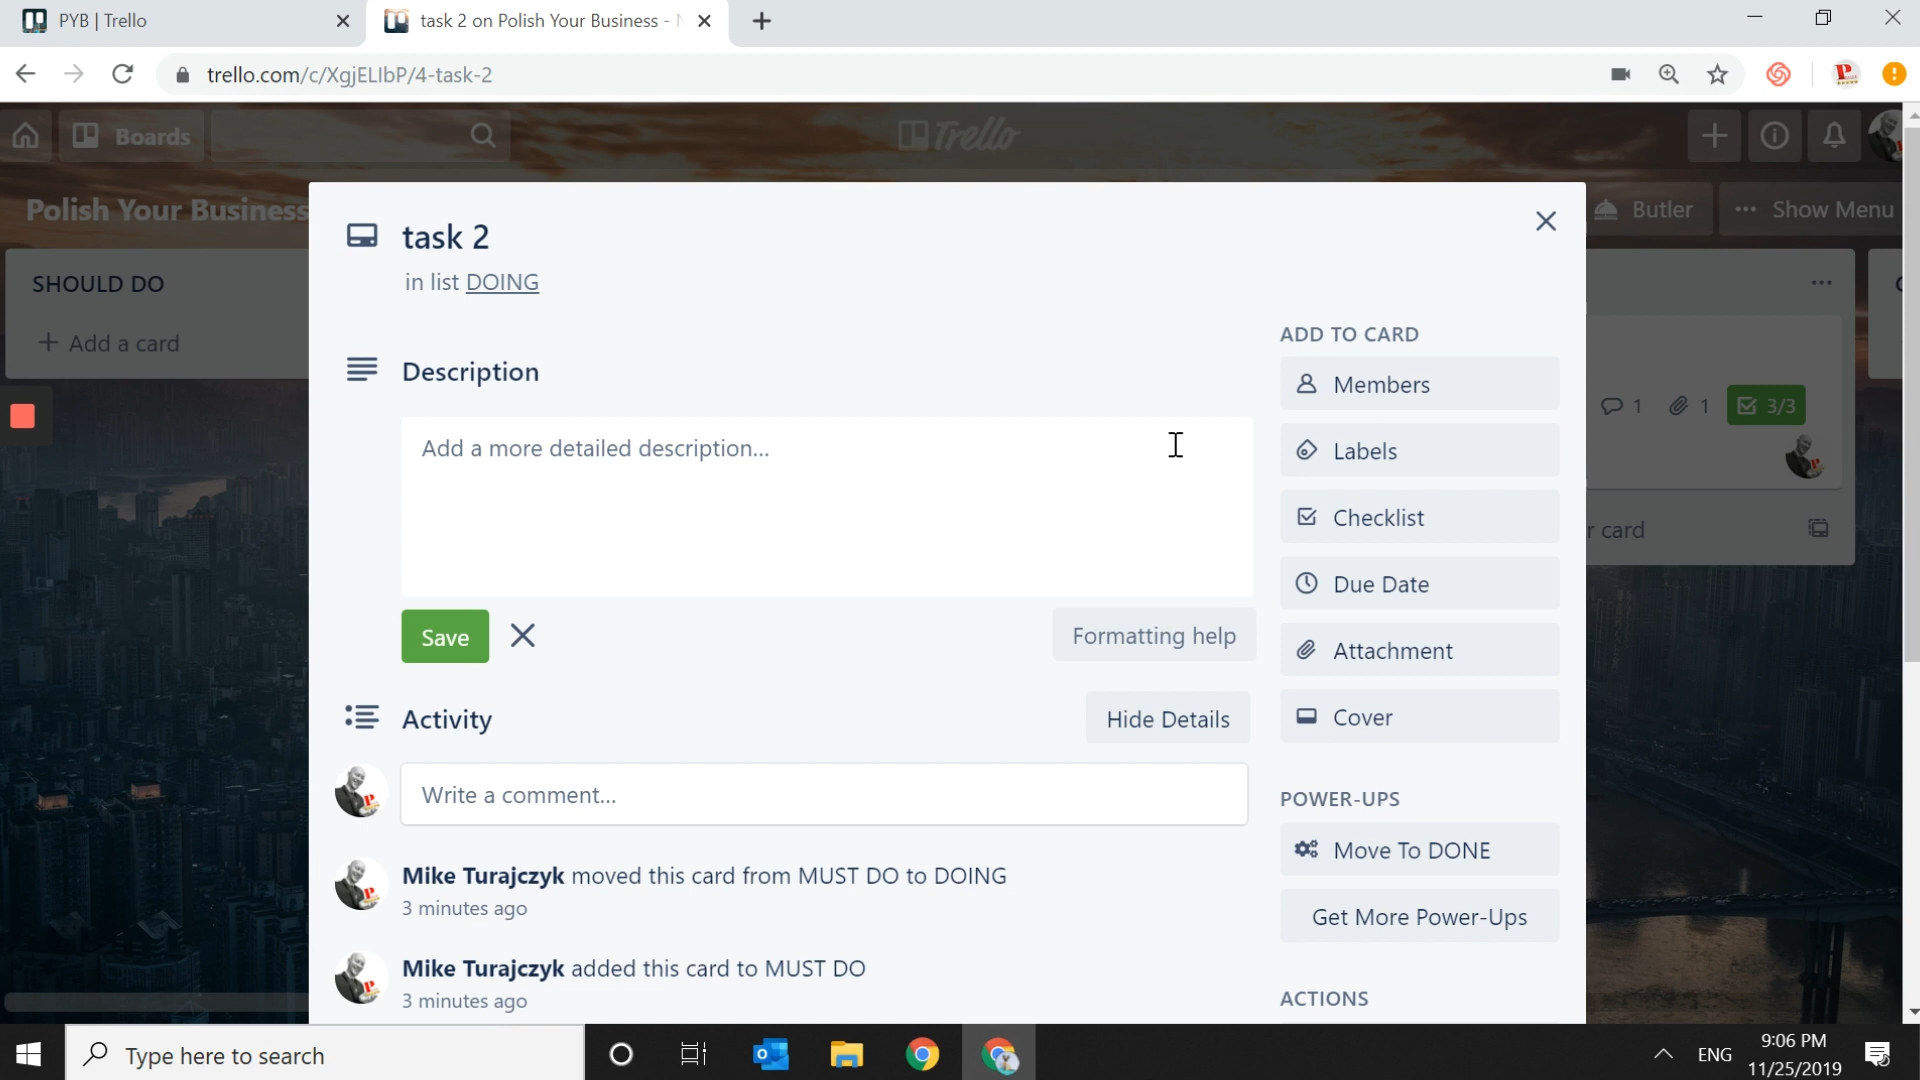 PYB | Trello
task 2 on Polish Your Business -
trello.com/c/XgjELIbP/4-task-2
Boards
Trello
Polish Your Business
Butler
Show Menu
SHOULD DO
+ Add a card
task 2
in list DOING
Description
Add a more detailed description...
Save
Formatting help
Activity
Hide Details
Write a comment...
Mike Turajczyk moved this card from MUST DO to DOING
3 minutes ago
Mike Turajczyk added this card to MUST DO
3 minutes ago
ADD TO CARD
Members
Labels
Checklist
Due Date
Attachment
Cover
POWER-UPS
Move To DONE
Get More Power-Ups
ACTIONS
1 1 3/3
card
Type here to search
ENG
9:06 PM
11/25/2019